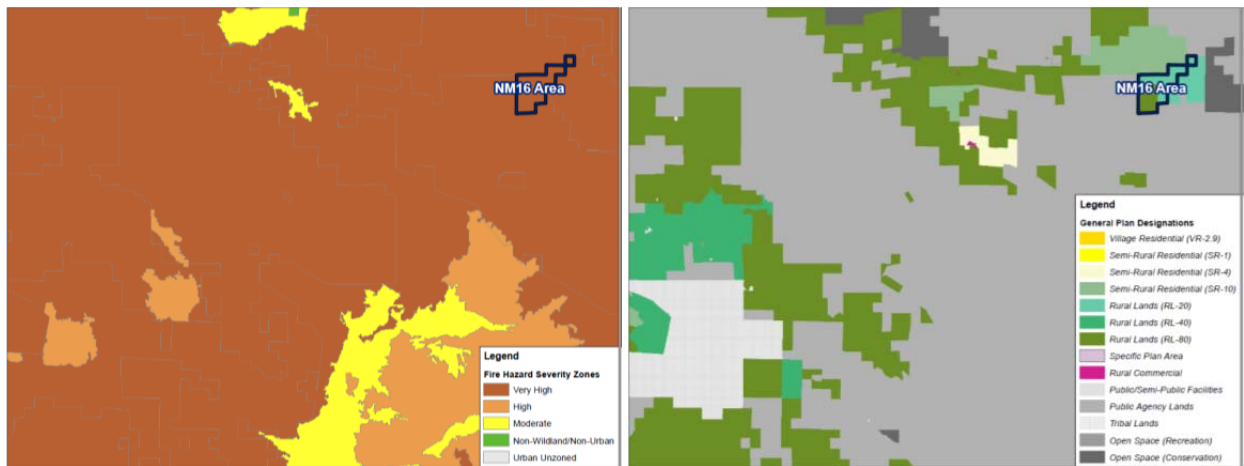 NM16 Area
Legend
Fire Hazard Severity Zones
Very High
High
Moderate
Non-Wildland/Non-Urban
Urban Unzoned
NM16 Area
Legend
General Plan Designations
Village Residential (VR-2.9)
Semi-Rural Residential (SR-1)
Semi-Rural Residential (SR-4)
Semi-Rural Residential (SR-10)
Rural Lands (RL-20)
Rural Lands (RL-40)
Rural Lands (RL-80)
Specific Plan Area
Rural Commercial
Public/Semi-Public Facilities
Public Agency Lands
Tribal Lands
Open Space (Recreation)
Open Space (Conservation)